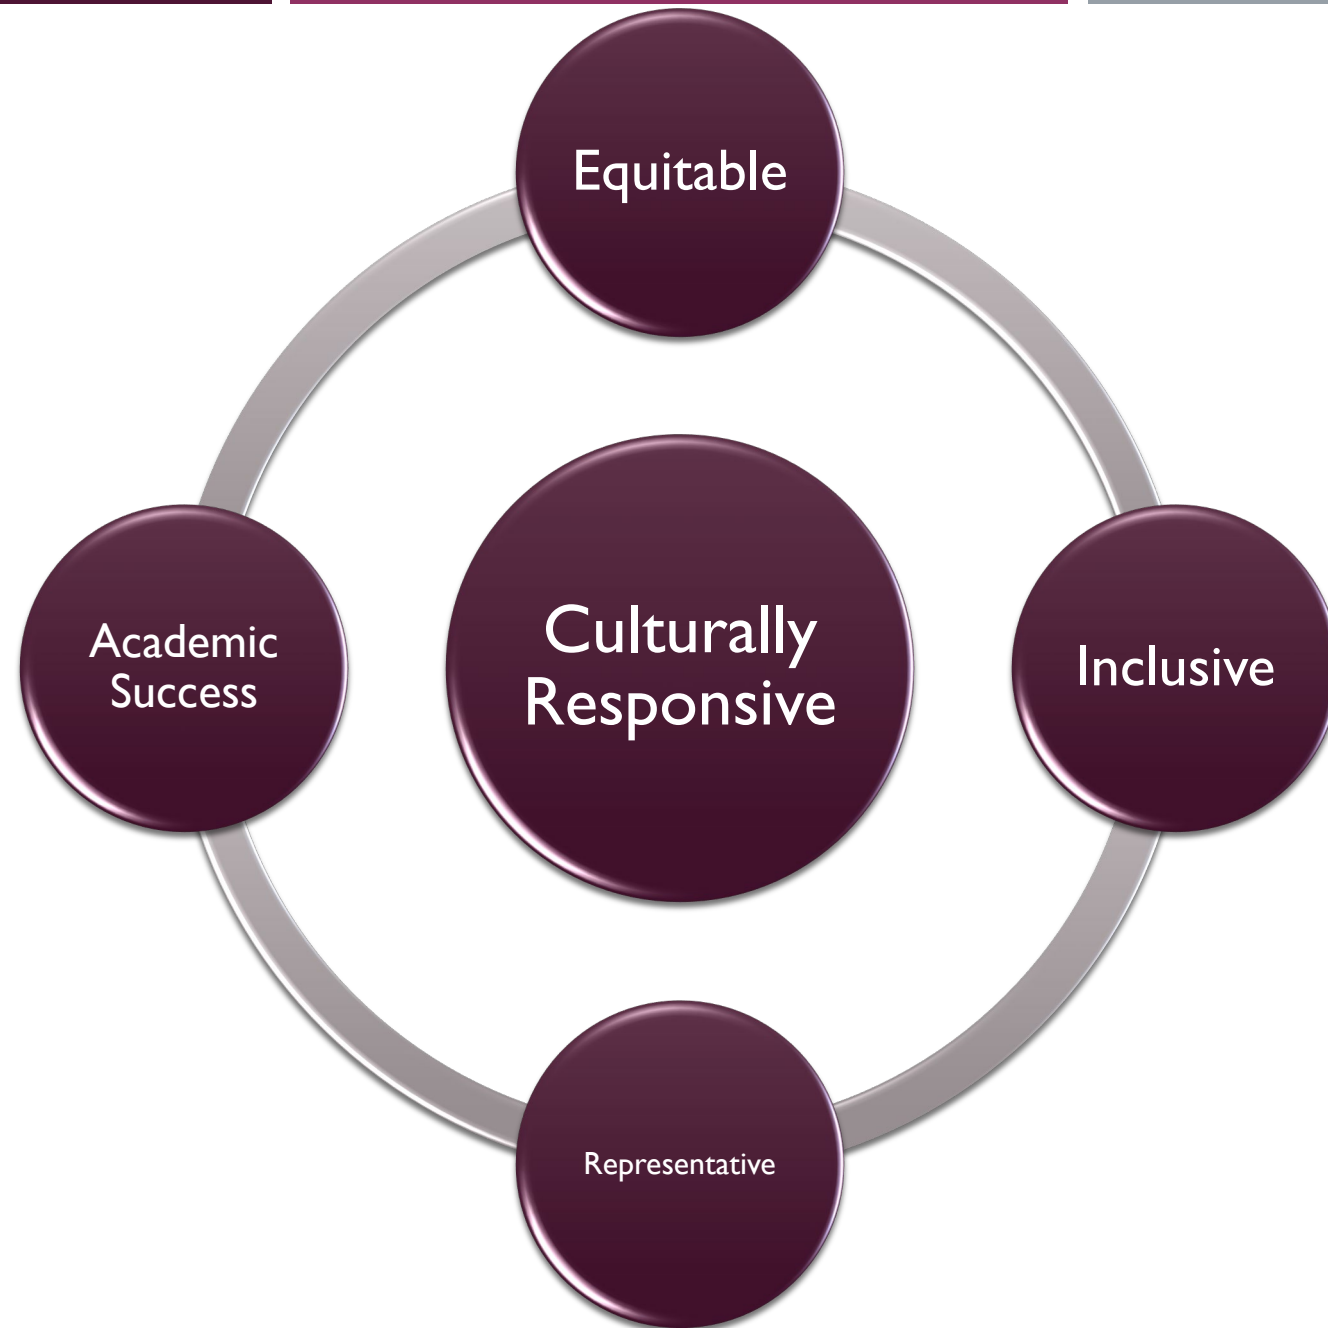 Equitable
Academic
Success
Culturally
Responsive
Inclusive
Representative